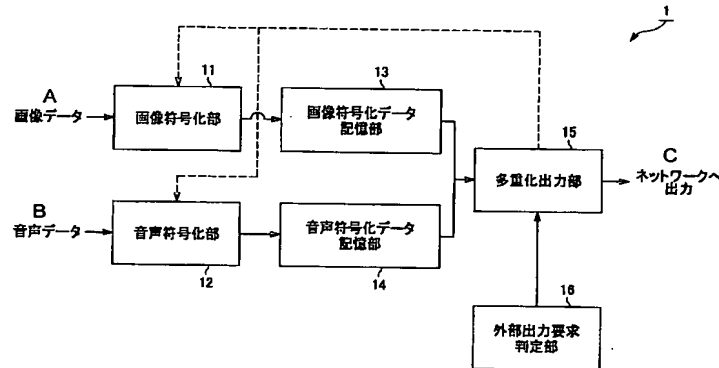 1
11
13
A
画像データ
画像符号化部
画像符号化データ
記憶部
15
多重化出力部
C
ネットワークへ
出力
B
音声データ
音声符号化部
音声符号化データ
記憶部
12
14
16
外部出力要求
判定部